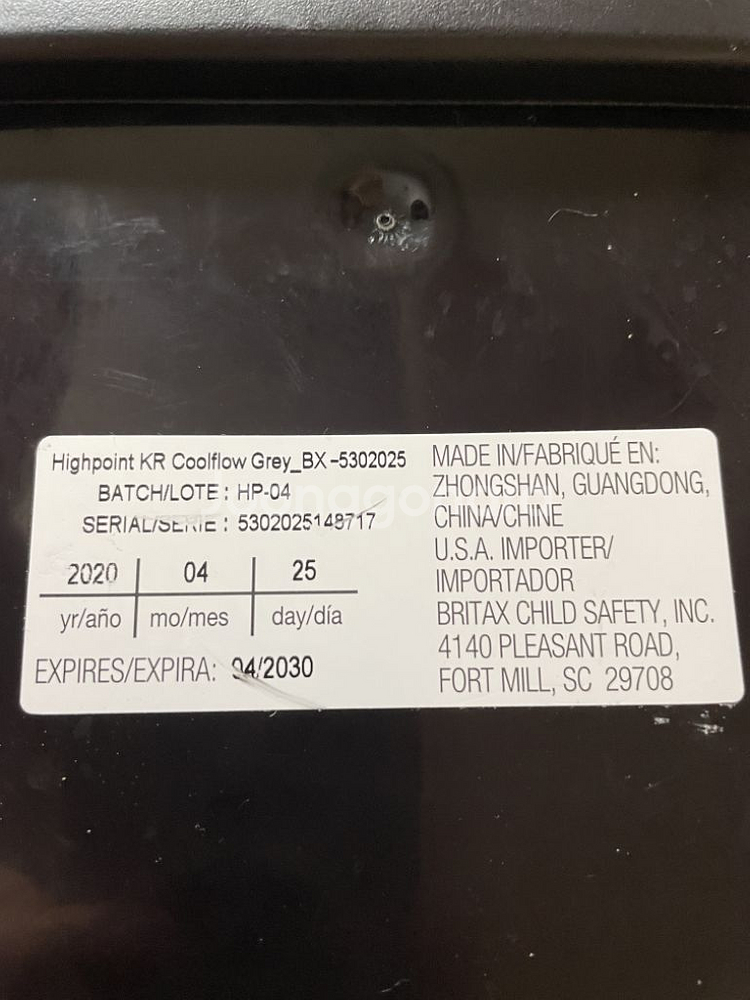 Highpoint KR Coolflow Grey_BX-5302025
BATCH/LOTE: HP-04
SERIAL/SERIE: 5302025148717
2020 04 25
yr/año mo/mes day/día
EXPIRES/EXPIRA: 04/2030
MADE IN/FABRIQUÉ EN:
ZHONGSHAN, GUANGDONG,
CHINA/CHINE
U.S.A. IMPORTER/
IMPORTADOR
BRITAX CHILD SAFETY, INC.
4140 PLEASANT ROAD,
FORT MILL, SC 29708